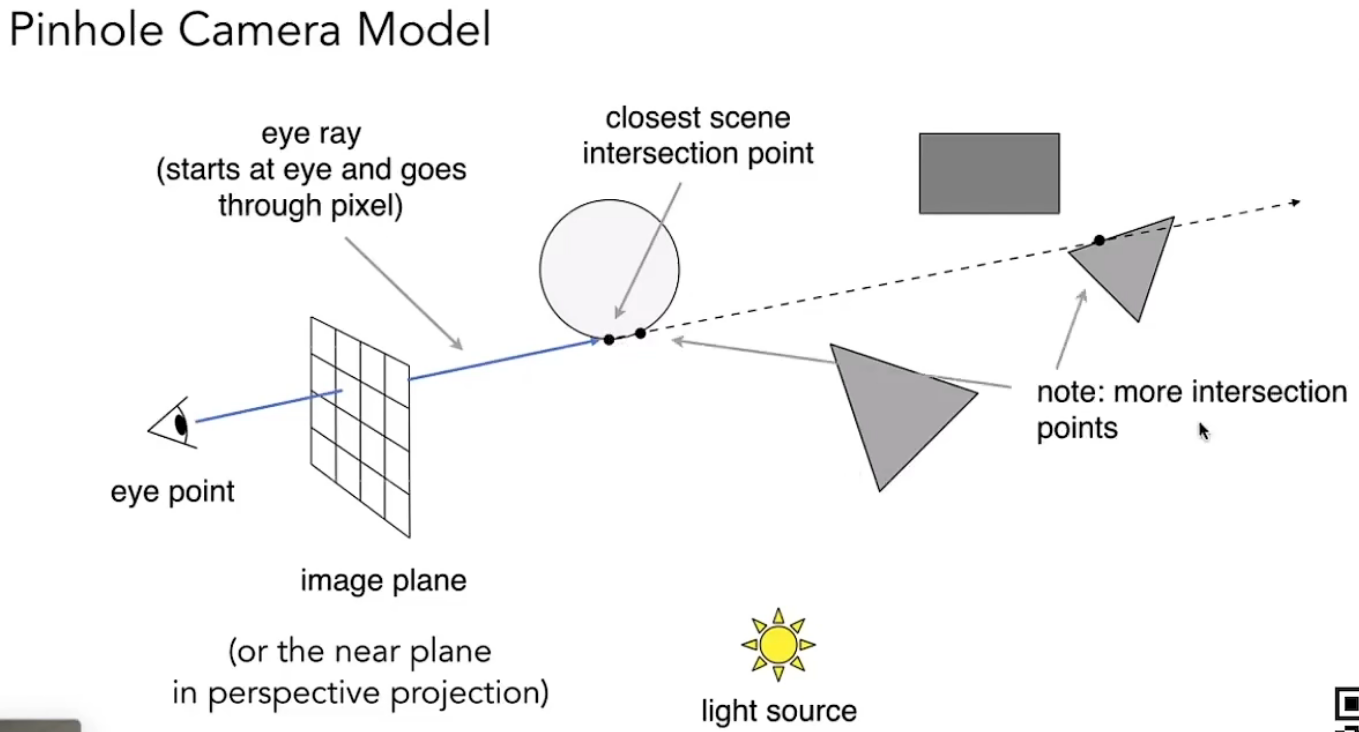 Pinhole Camera Model
eye ray
(starts at eye and goes
through pixel)
closest scene
intersection point
note: more intersection
points
eye point
image plane
(or the near plane
in perspective projection)
light source